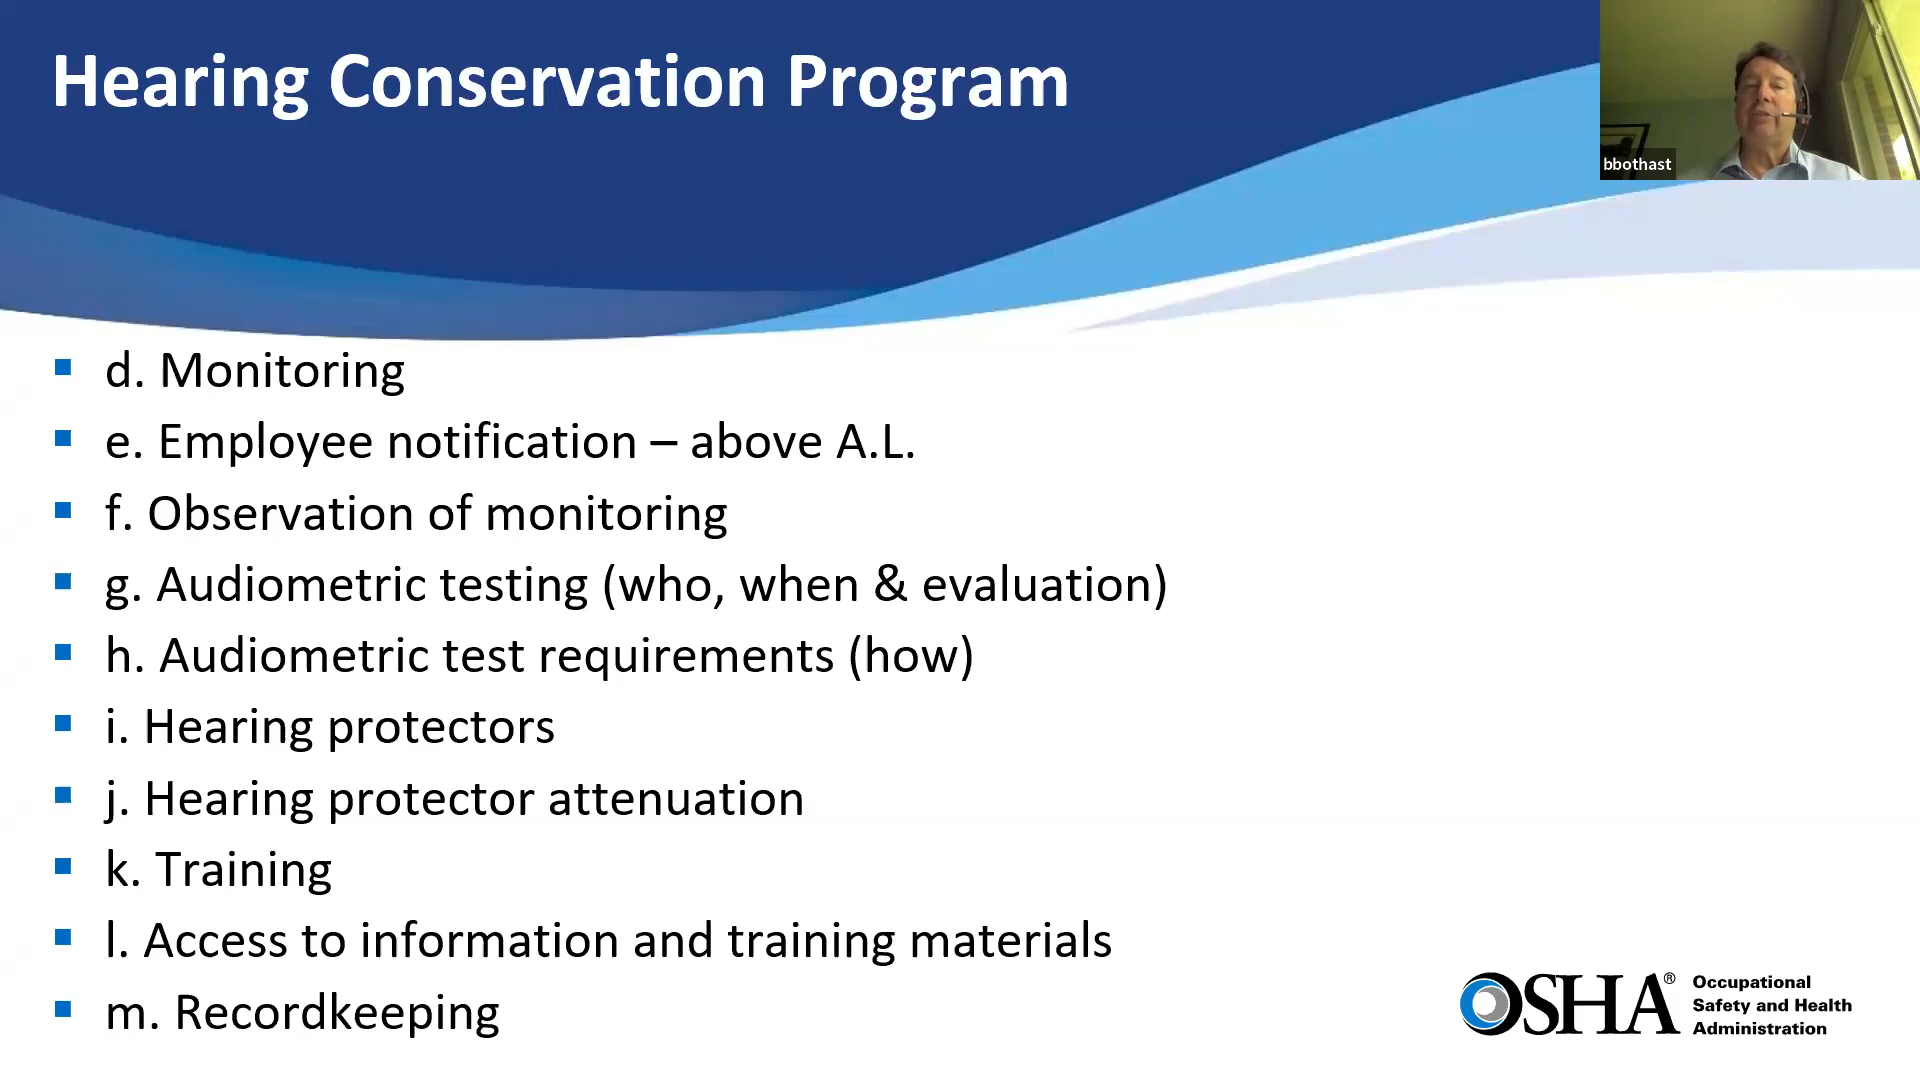 Hearing Conservation Program
bbothast
▪ d. Monitoring
▪ e. Employee notification – above A.L.
▪ f. Observation of monitoring
▪ g. Audiometric testing (who, when & evaluation)
▪ h. Audiometric test requirements (how)
▪ i. Hearing protectors
▪ j. Hearing protector attenuation
▪ k. Training
▪ l. Access to information and training materials
▪ m. Recordkeeping
OSHA®
Occupational
Safety and Health
Administration